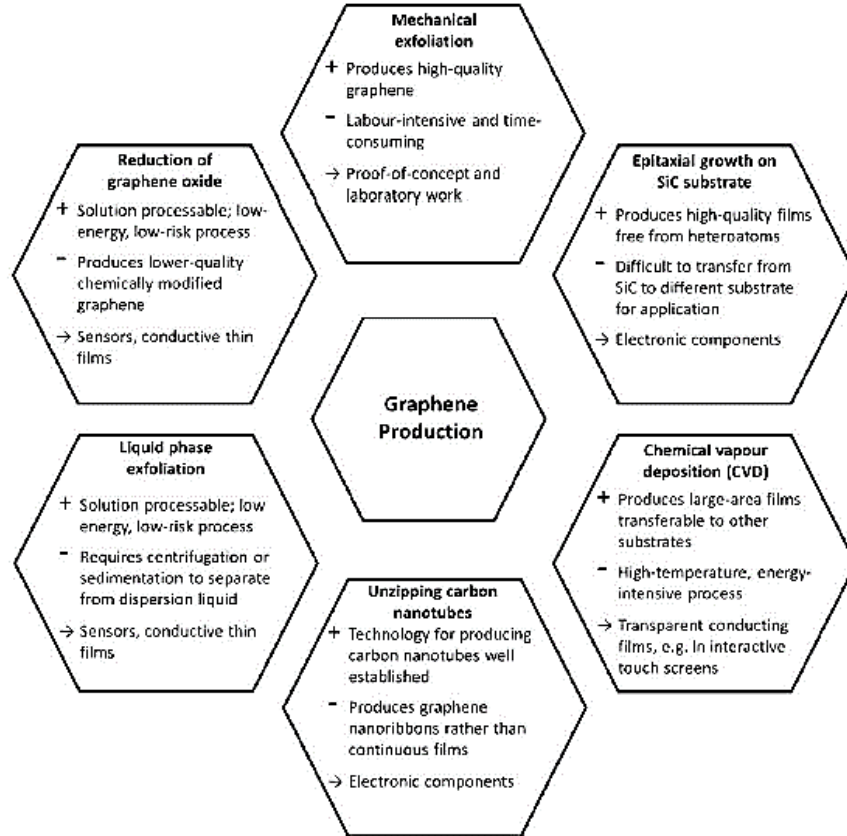 Mechanical
exfoliation
+ Produces high-quality
graphene
- Labour-intensive and time-
consuming
→ Proof-of-concept and
laboratory work
Reduction of
graphene oxide
+ Solution processable; low-
energy, low-risk process
- Produces lower-quality
chemically modified
graphene
→ Sensors, conductive thin
films
Epitaxial growth on
SiC substrate
+ Produces high-quality films
free from heteroatoms
- Difficult to transfer from
SiC to different substrate
for application
→ Electronic components
Graphene
Production
Liquid phase
exfoliation
+ Solution processable; low
energy, low-risk process
- Requires centrifugation or
sedimentation to separate
from dispersion liquid
→ Sensors, conductive thin
films
Chemical vapour
deposition (CVD)
+ Produces large-area films
transferable to other
substrates
- High-temperature, energy-
intensive process
→ Transparent conducting
films, e.g. In interactive
touch screens
Unzipping carbon
nanotubes
+ Technology for producing
carbon nanotubes well
established
- Produces graphene
nanoribbons rather than
continuous films
→ Electronic components